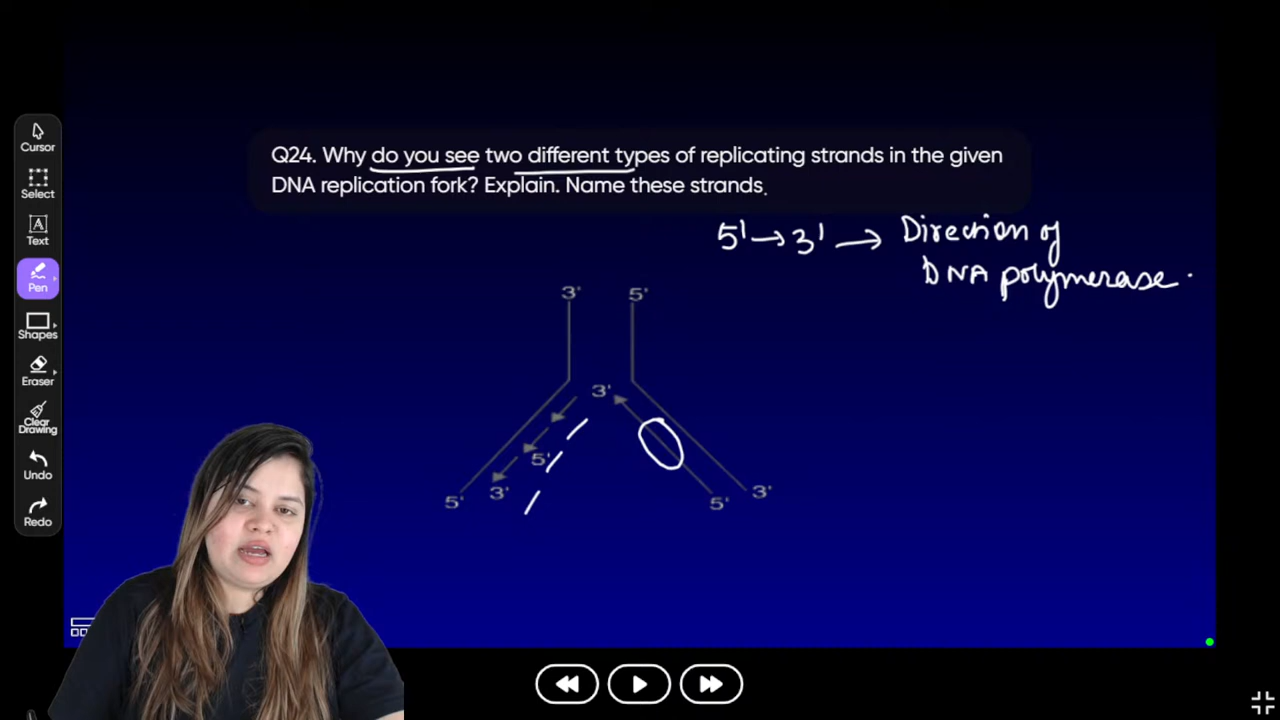 Cursor
Select
Text
Pen
Shapes
Eraser
Clear
Drawing
Undo
Redo
Q24. Why do you see two different types of replicating strands in the given
DNA replication fork? Explain. Name these strands.
5' → 3' → Direction of
DNA polymerase.
3' 5'
3'
5'
5' 3' 5' 3'